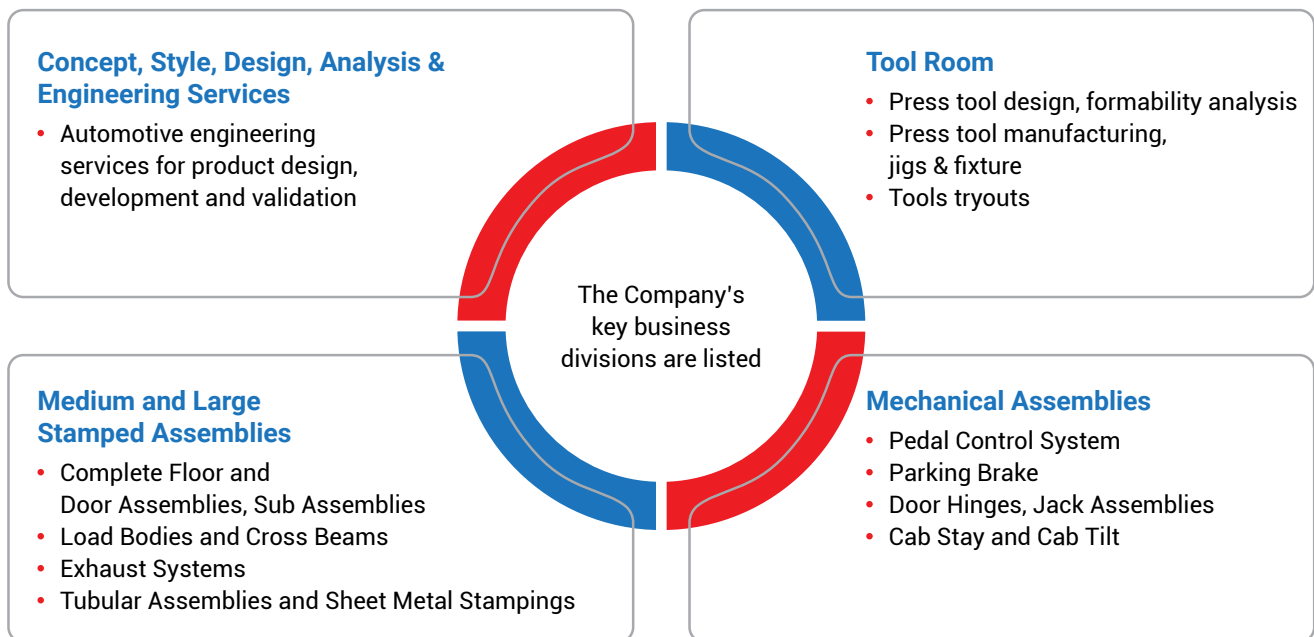 Concept, Style, Design, Analysis &
Engineering Services
• Automotive engineering
services for product design,
development and validation
Tool Room
• Press tool design, formability analysis
• Press tool manufacturing,
jigs & fixture
• Tools tryouts
The Company's
key business
divisions are listed
Medium and Large
Stamped Assemblies
• Complete Floor and
Door Assemblies, Sub Assemblies
• Load Bodies and Cross Beams
• Exhaust Systems
• Tubular Assemblies and Sheet Metal Stampings
Mechanical Assemblies
• Pedal Control System
• Parking Brake
• Door Hinges, Jack Assemblies
• Cab Stay and Cab Tilt